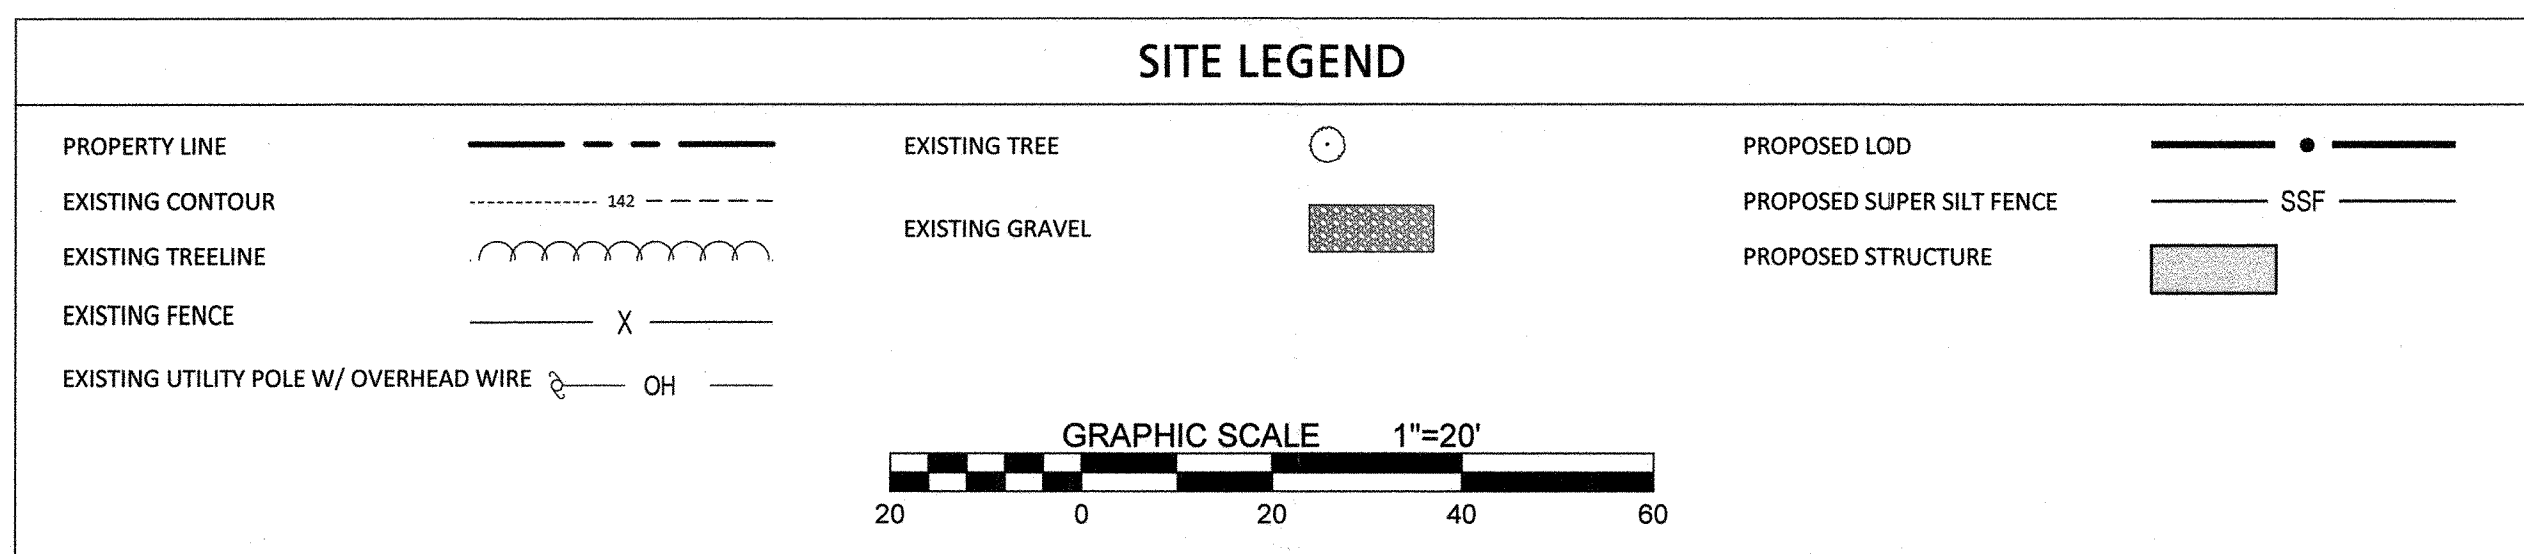 SITE LEGEND
PROPERTY LINE
EXISTING CONTOUR 142
EXISTING TREELINE
EXISTING FENCE X
EXISTING UTILITY POLE W/ OVERHEAD WIRE OH
EXISTING TREE
EXISTING GRAVEL
PROPOSED LOD
PROPOSED SUPER SILT FENCE SSF
PROPOSED STRUCTURE
GRAPHIC SCALE 1"=20'
20 0 20 40 60